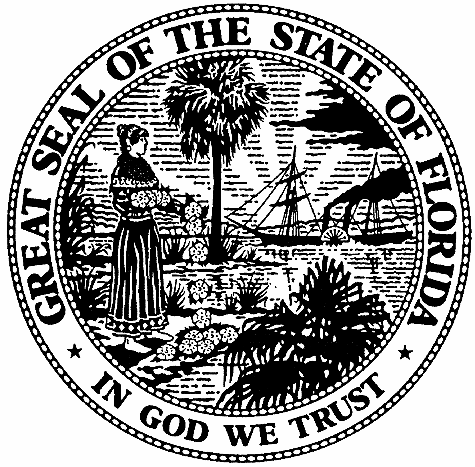 GREAT SEAL OF THE STATE OF FLORIDA
IN GOD WE TRUST